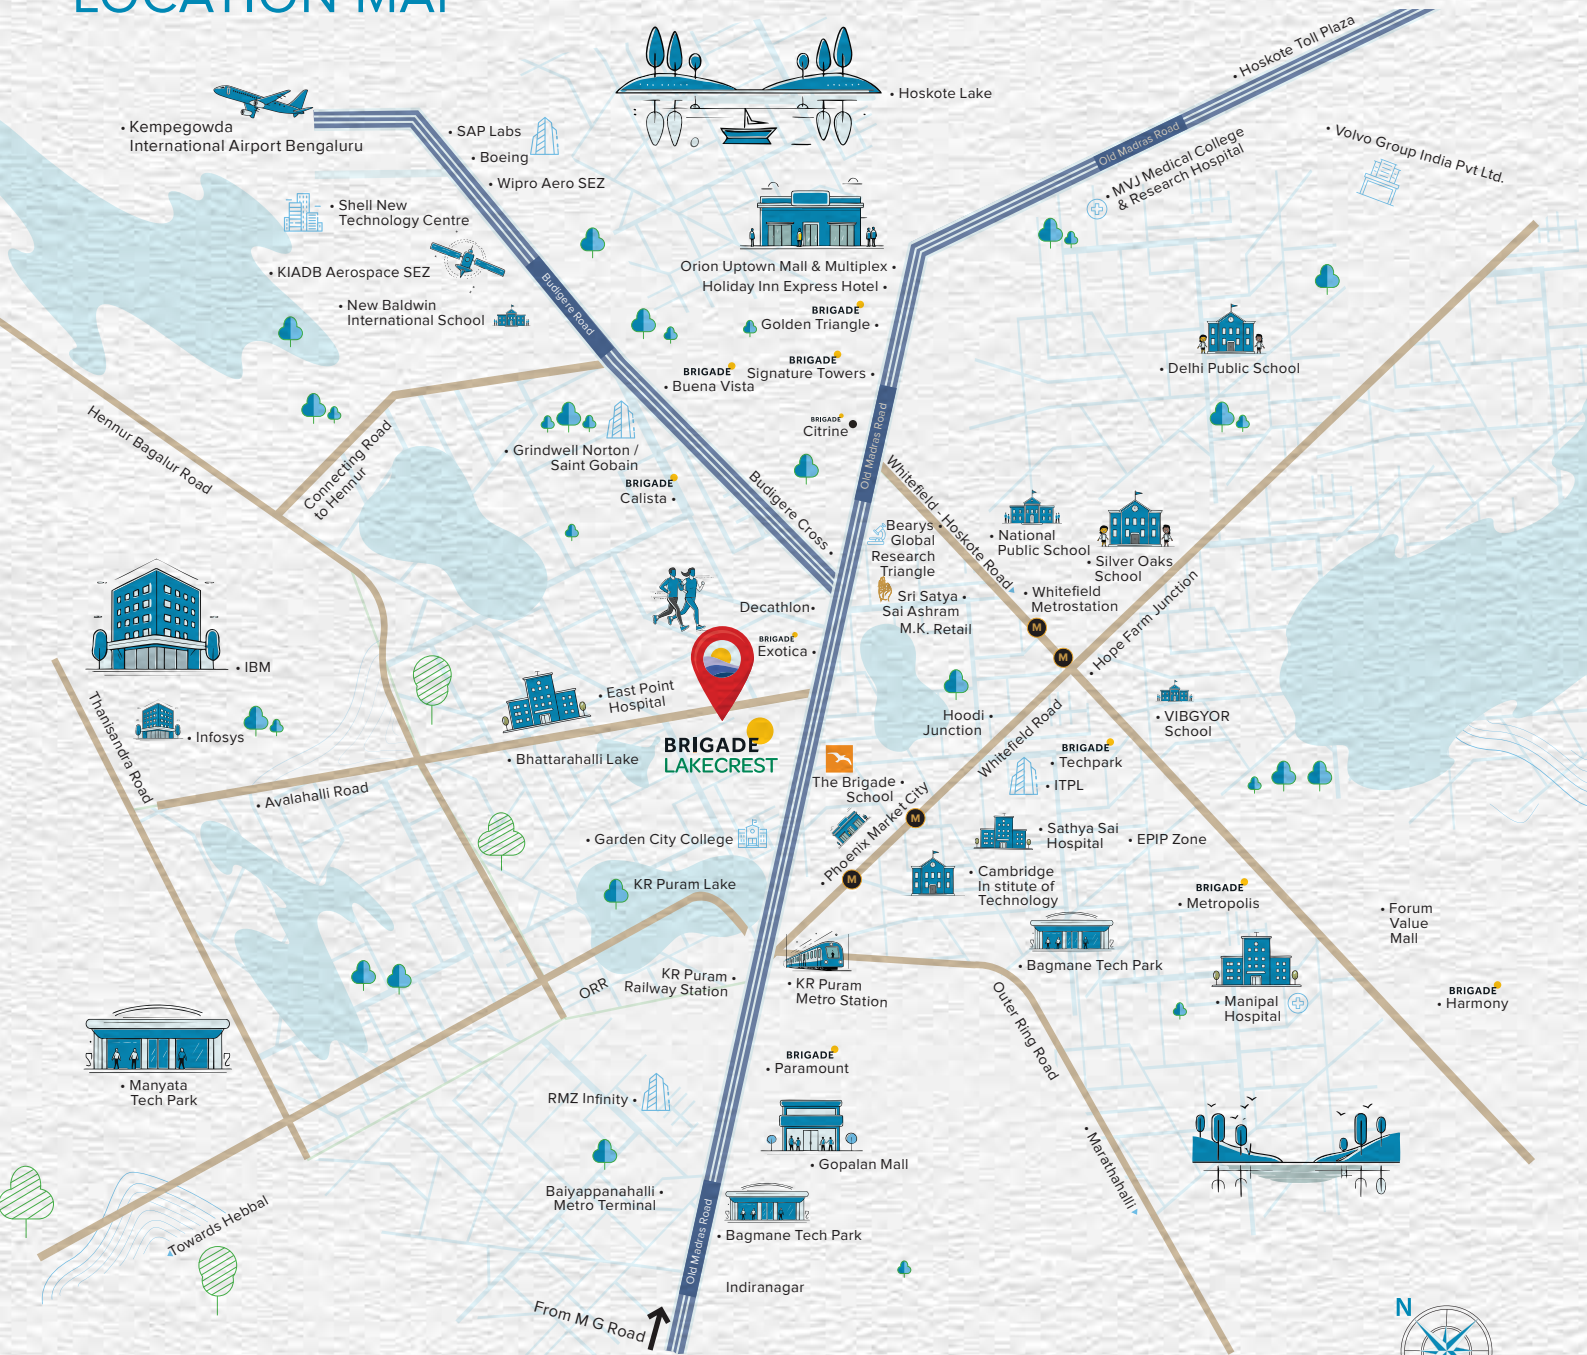 LOCATION MAP
• Hoskote Toll Plaza
• Hoskote Lake
• Kempegowda
International Airport Bengaluru
• SAP Labs
• Boeing
• Wipro Aero SEZ
Old Madras Road
• MVJ Medical College
& Research Hospital
• Volvo Group India Pvt Ltd.
• Shell New
Technology Centre
• KIADB Aerospace SEZ
• New Baldwin
International School
Budigere Road
Orion Uptown Mall & Multiplex •
Holiday Inn Express Hotel •
BRIGADE
Golden Triangle •
BRIGADE
Signature Towers •
BRIGADE
• Buena Vista
• Delhi Public School
BRIGADE
Citrine
Old Madras Road
Hennur Bagalur Road
Connecting Road
to Hennur
• Grindwell Norton /
Saint Gobain
BRIGADE
Calista •
Budigere Cross •
Whitefield - Hoskote Road
Bearys •
Global
Research
Triangle
• National
Public School
• Silver Oaks
School
Sri Satya •
Sai Ashram
M.K. Retail
• Whitefield
Metrostation
M
M
• Hope Farm Junction
Decathlon•
BRIGADE
Exotica •
• IBM
• East Point
Hospital
• Infosys
Thanisandra Road
BRIGADE
LAKECREST
• Bhattarahalli Lake
• Avalahalli Road
Hoodi •
Junction
Whitefield Road
• VIBGYOR
School
BRIGADE
• Techpark
• ITPL
The Brigade •
School
• Phoenix Market City
M
M
• Garden City College
• Sathya Sai
Hospital
• EPIP Zone
KR Puram Lake
• Cambridge
In stitute of
Technology
BRIGADE
• Metropolis
• Forum
Value
Mall
• Bagmane Tech Park
ORR
KR Puram •
Railway Station
• KR Puram
Metro Station
Outer Ring Road
• Manipal
Hospital
BRIGADE
• Harmony
• Manyata
Tech Park
BRIGADE
• Paramount
RMZ Infinity •
• Gopalan Mall
• Marathahalli
Baiyappanahalli •
Metro Terminal
Old Madras Road
• Bagmane Tech Park
Towards Hebbal
Indiranagar
From M G Road
N